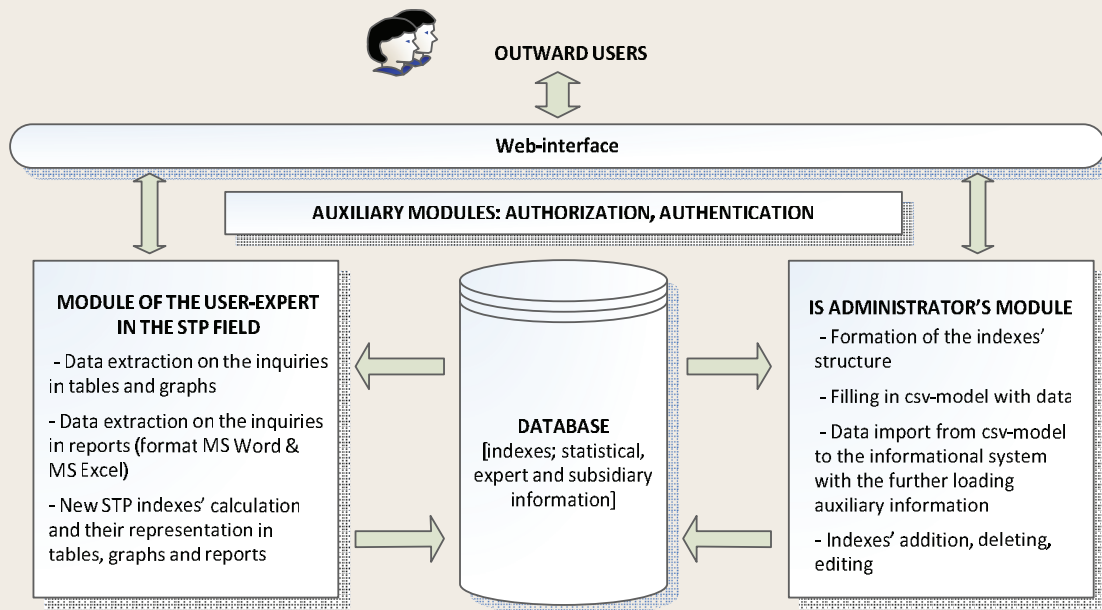 OUTWARD USERS
Web-interface
AUXILIARY MODULES: AUTHORIZATION, AUTHENTICATION
MODULE OF THE USER-EXPERT
IN THE STP FIELD
- Data extraction on the inquiries
in tables and graphs
- Data extraction on the inquiries
in reports (format MS Word &
MS Excel)
- New STP indexes' calculation
and their representation in
tables, graphs and reports
DATABASE
[indexes; statistical,
expert and subsidiary
information]
IS ADMINISTRATOR'S MODULE
- Formation of the indexes'
structure
- Filling in csv-model with data
- Data import from csv-model
to the informational system
with the further loading
auxiliary information
- Indexes' addition, deleting,
editing